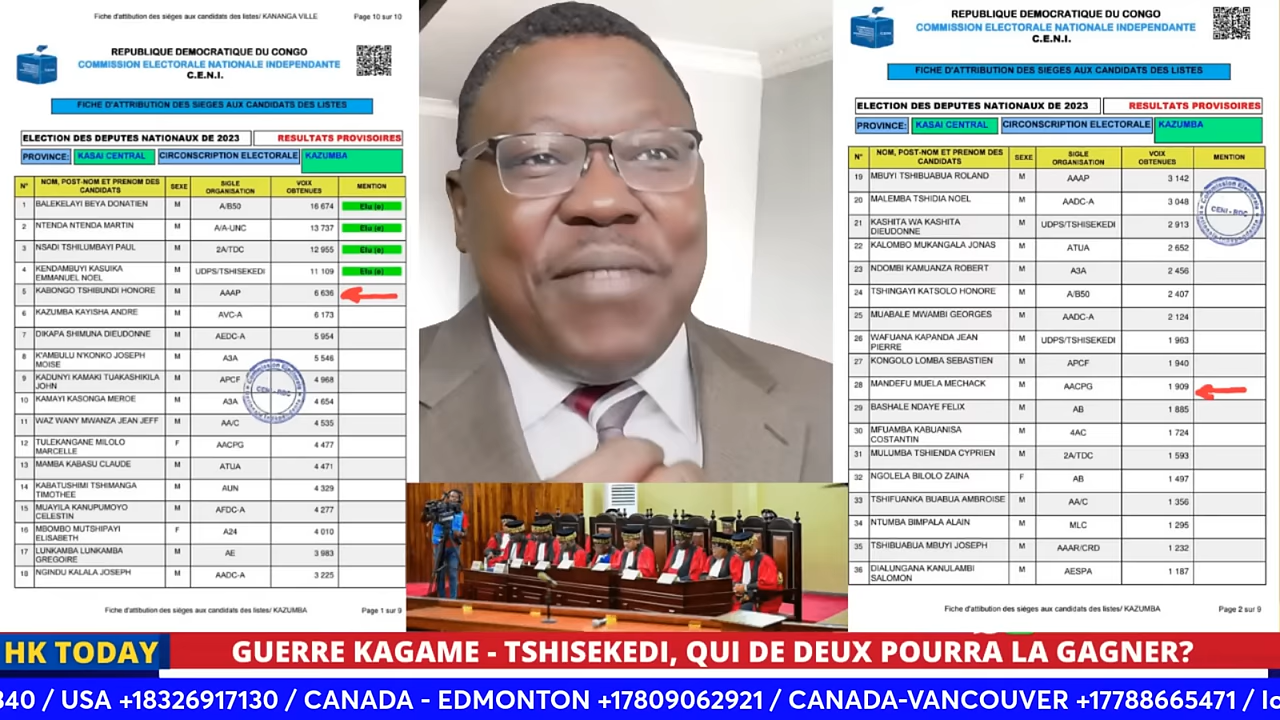 Fiche d'attribution des sièges aux candidats des listes/ KANANGA VILLE Page 10 sur 10
REPUBLIQUE DEMOCRATIQUE DU CONGO
COMMISSION ELECTORALE NATIONALE INDEPENDANTE
C.E.N.I.
FICHE D'ATTRIBUTION DES SIEGES AUX CANDIDATS DES LISTES
ELECTION DES DEPUTES NATIONAUX DE 2023 RESULTATS PROVISOIRES
PROVINCE: KASAI CENTRAL CIRCONSCRIPTION ELECTORALE KAZUMBA
N° NOM, POST-NOM ET PRENOM DES CANDIDATS SEXE SIGLE ORGANISATION VOIX OBTENUES MENTION
1 BALEKELAYI BEYA DONATIEN M A/B50 16 674 Elu (e)
2 NTENDA NTENDA MARTIN M A/A-UNC 13 737 Elu (e)
3 NSADI TSHILUMBAYI PAUL M 2A/TDC 12 955 Elu (e)
4 KENDAMBUYI KASUIKA EMMANUEL NOEL M UDPS/TSHISEKEDI 11 109 Elu (e)
5 KABONGO TSHIBUNDI HONORE M AAAP 6 636
6 KAZUMBA KAYISHA ANDRE M AVC-A 6 173
7 DIKAPA SHIMUNA DIEUDONNE M AEDC-A 5 954
8 K'AMBULU N'KONKO JOSEPH MOISE M A3A 5 546
9 KADUNYI KAMAKI TUAKASHIKILA JOHN M APCF 4 968
10 KAMAYI KASONGA MEROE M A3A 4 654
11 WAZ WANY MWANZA JEAN JEFF M AA/C 4 535
12 TULEKANGANE MILOLO MARCELLE F AACPG 4 477
13 MAMBA KABASU CLAUDE M ATUA 4 471
14 KABATUSHIMI TSHIMANGA TIMOTHEE M AUN 4 329
15 MUAYILA KANUPUMOYO CELESTIN M AFDC-A 4 277
16 MBOMBO MUTSHIPAYI ELISABETH F A24 4 010
17 LUNKAMBA LUNKAMBA GREGOIRE M AE 3 983
18 NGINDU KALALA JOSEPH M AADC-A 3 225
Fiche d'attibution des sièges aux candidats des listes/ KAZUMBA Page 1 sur 9
REPUBLIQUE DEMOCRATIQUE DU CONGO
COMMISSION ELECTORALE NATIONALE INDEPENDANTE
C.E.N.I.
FICHE D'ATTRIBUTION DES SIEGES AUX CANDIDATS DES LISTES
ELECTION DES DEPUTES NATIONAUX DE 2023 RESULTATS PROVISOIRES
PROVINCE: KASAI CENTRAL CIRCONSCRIPTION ELECTORALE KAZUMBA
N° NOM, POST-NOM ET PRENOM DES CANDIDATS SEXE SIGLE ORGANISATION VOIX OBTENUES MENTION
19 MBUYI TSHIBUABUA ROLAND M AAAP 3 142
20 MALEMBA TSHIDIA NOEL M AADC-A 3 048
21 KASHITA WA KASHITA DIEUDONNE M UDPS/TSHISEKEDI 2 913
22 KALOMBO MUKANGALA JONAS M ATUA 2 652
23 NDOMBI KAMUANZA ROBERT M A3A 2 456
24 TSHINGAYI KATSOLO HONORE M A/B50 2 407
25 MUABALE MWAMBI GEORGES M AADC-A 2 124
26 WAFUANA KAPANDA JEAN PIERRE M UDPS/TSHISEKEDI 1 963
27 KONGOLO LOMBA SEBASTIEN M APCF 1 940
28 MANDEFU MUELA MECHACK M AACPG 1 909
29 BASHALE NDAYE FELIX M AB 1 885
30 MFUAMBA KABUANISA COSTANTIN M 4AC 1 724
31 MULUMBA TSHIENDA CYPRIEN M 2A/TDC 1 593
32 NGOLELA BILOLO ZAINA F AB 1 497
33 TSHIFUANKA BUABUA AMBROISE M AA/C 1 356
34 NTUMBA BIMPALA ALAIN M MLC 1 295
35 TSHIBUABUA MBUYI JOSEPH M AAAR/CRD 1 232
36 DIALUNGANA KANULAMBI SALOMON M AESPA 1 187
Fiche d'attibution des sièges aux candidats des listes/ KAZUMBA Page 2 sur 9
CENI - RDC
CENI - RDC
HK TODAY GUERRE KAGAME - TSHISEKEDI, QUI DE DEUX POURRA LA GAGNER?
340 / USA +18326917130 / CANADA - EDMONTON +17809062921 / CANADA-VANCOUVER +17788665471 /